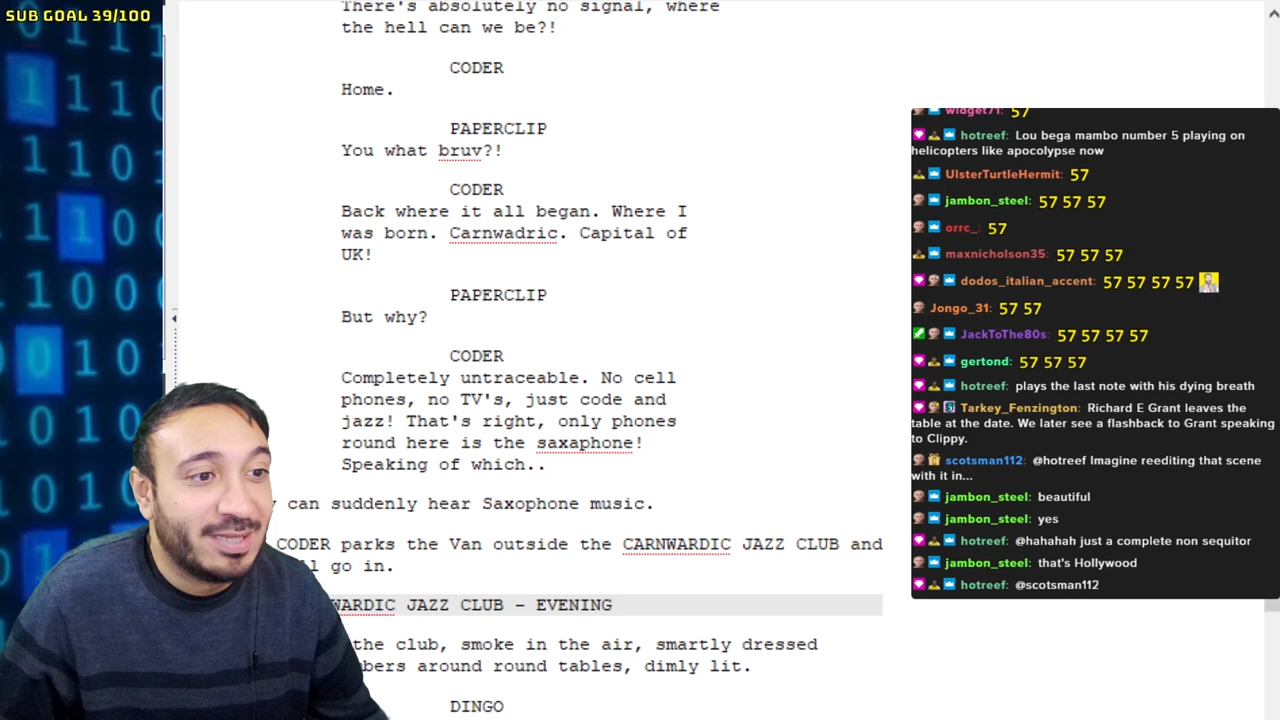 SUB GOAL 39/100
There's absolutely no signal, where
the hell can we be?!
CODER
Home.
PAPERCLIP
You what bruv?!
CODER
Back where it all began. Where I
was born. Carnwadric. Capital of
UK!
PAPERCLIP
But why?
CODER
Completely untraceable. No cell
phones, no TV's, just code and
jazz! That's right, only phones
round here is the saxaphone!
Speaking of which..
can suddenly hear Saxophone music.
CODER parks the Van outside the CARNWARDIC JAZZ CLUB and
go in.
WARDIC JAZZ CLUB – EVENING
the club, smoke in the air, smartly dressed
bers around round tables, dimly lit.
DINGO
widget71: 57
hotreef: Lou bega mambo number 5 playing on
helicopters like apocolypse now
UlsterTurtleHermit: 57
jambon_steel: 57 57 57
orrc_: 57
maxnicholson35: 57 57 57
dodos_italian_accent: 57 57 57 57
Jongo_31: 57 57
JackToThe80s: 57 57 57 57
gertond: 57 57 57
hotreef: plays the last note with his dying breath
Tarkey_Fenzington: Richard E Grant leaves the
table at the date. We later see a flashback to Grant speaking
to Clippy.
scotsman112: @hotreef Imagine reediting that scene
with it in...
jambon_steel: beautiful
jambon_steel: yes
hotreef: @hahahah just a complete non sequitor
jambon_steel: that's Hollywood
hotreef: @scotsman112